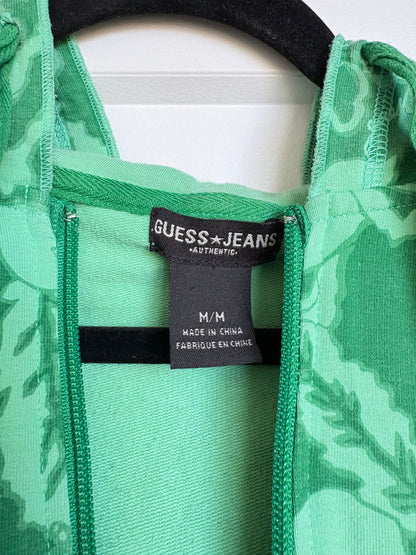 GUESS★JEANS
•AUTHENTIC•
M/M
MADE IN CHINA
FABRIQUE EN CHINE